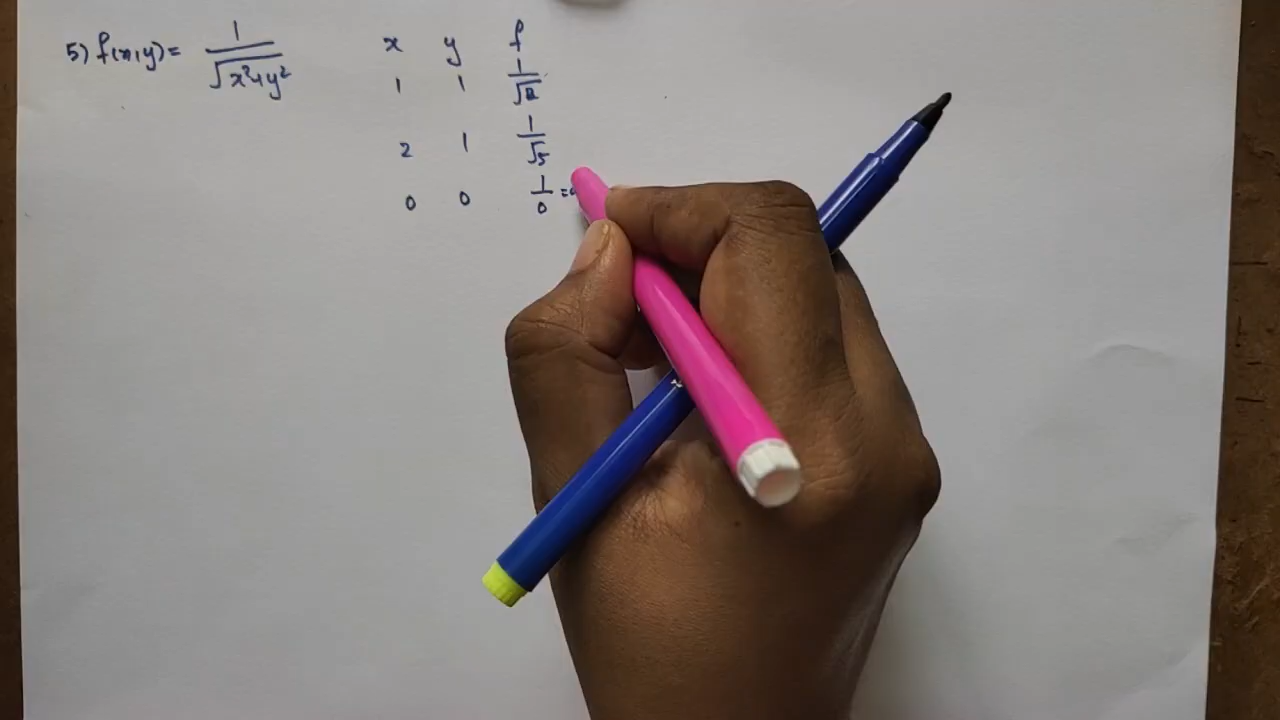 5) f(x,y) = 1/√x²+y² x y f
1 1 1/√2
2 1 1/√5
0 0 1/0 =